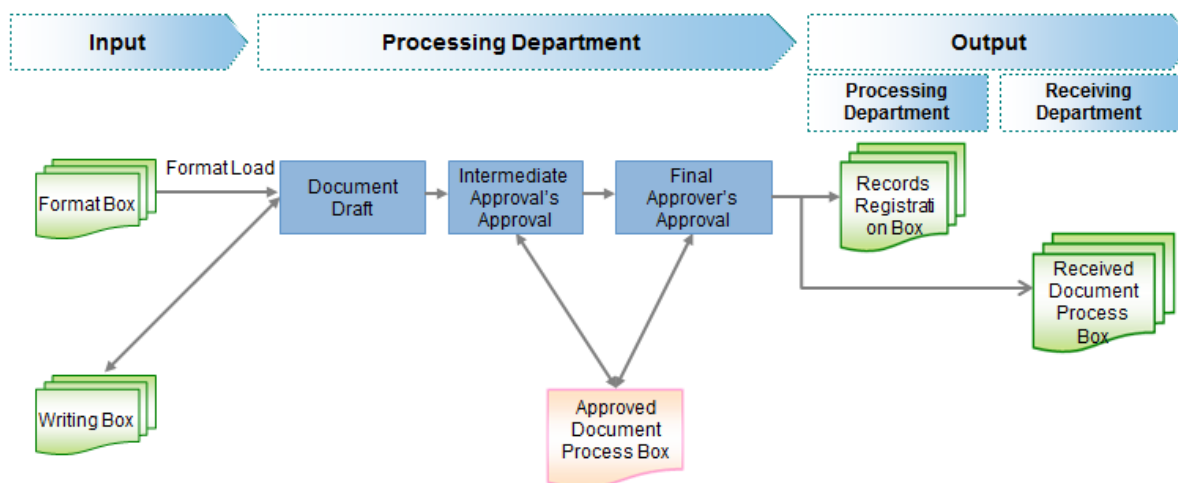 Input
Processing Department
Output
Processing
Department
Receiving
Department
Format Load
Format Box
Document
Draft
Intermediate
Approval's
Approval
Final
Approver's
Approval
Records
Registrati
on Box
Received
Document
Process
Box
Writing Box
Approved
Document
Process Box